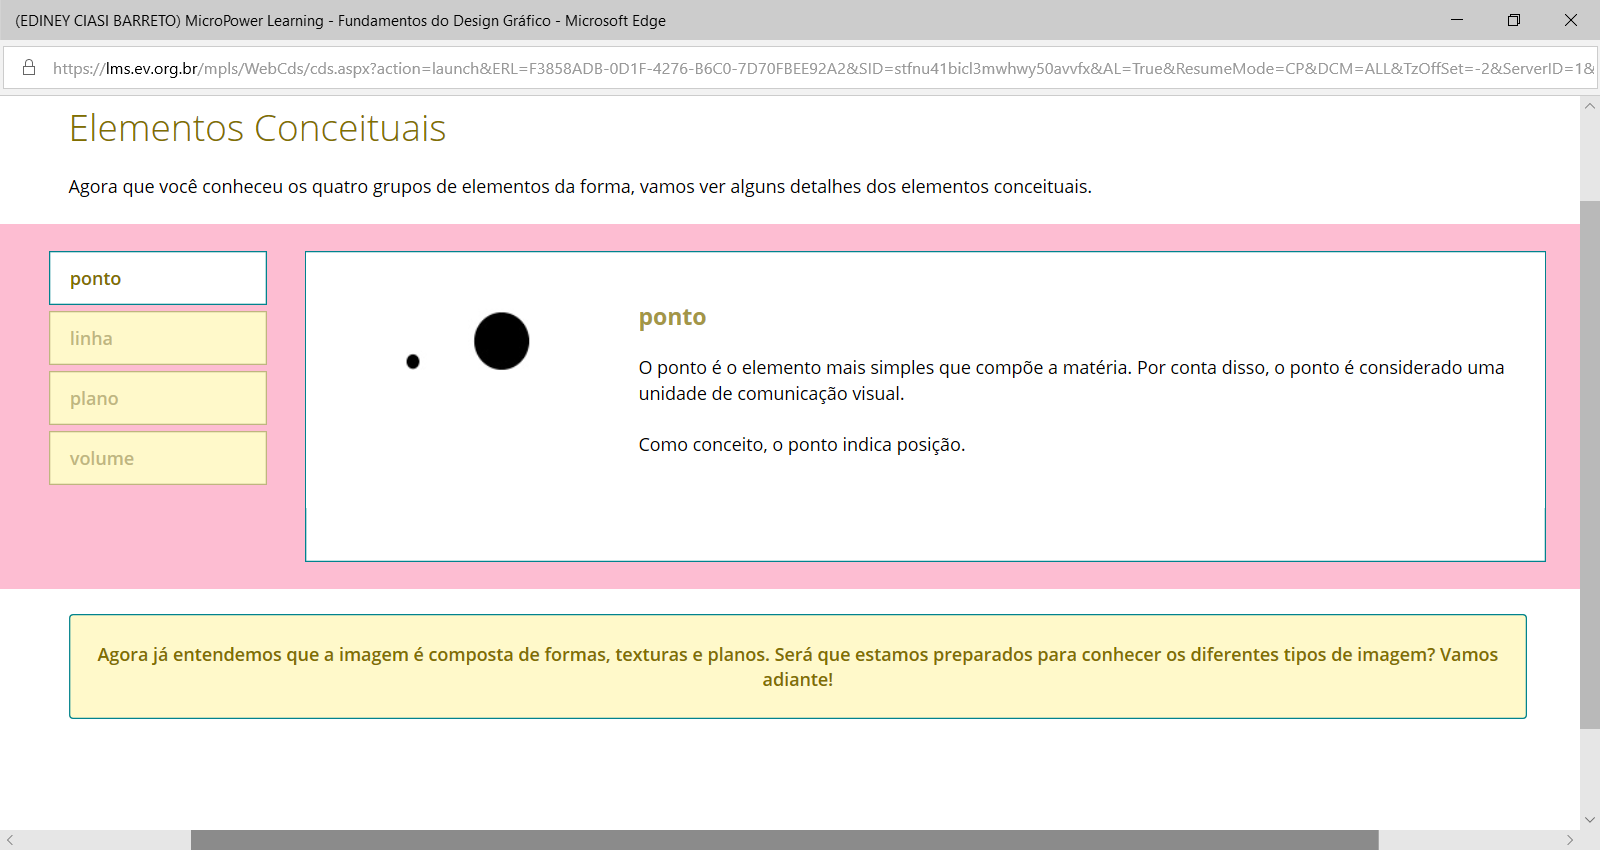 (EDINEY CIASI BARRETO) MicroPower Learning - Fundamentos do Design Gráfico - Microsoft Edge
https://lms.ev.org.br/mpls/WebCds/cds.aspx?action=launch&ERL=F3858ADB-0D1F-4276-B6C0-7D70FBEE92A2&SID=stfnu41bicl3mwhwy50avvfx&AL=True&ResumeMode=CP&DCM=ALL&TzOffSet=-2&ServerID=1&
Elementos Conceituais
Agora que você conheceu os quatro grupos de elementos da forma, vamos ver alguns detalhes dos elementos conceituais.
ponto
linha
plano
volume
ponto
O ponto é o elemento mais simples que compõe a matéria. Por conta disso, o ponto é considerado uma
unidade de comunicação visual.
Como conceito, o ponto indica posição.
Agora já entendemos que a imagem é composta de formas, texturas e planos. Será que estamos preparados para conhecer os diferentes tipos de imagem? Vamos
adiante!